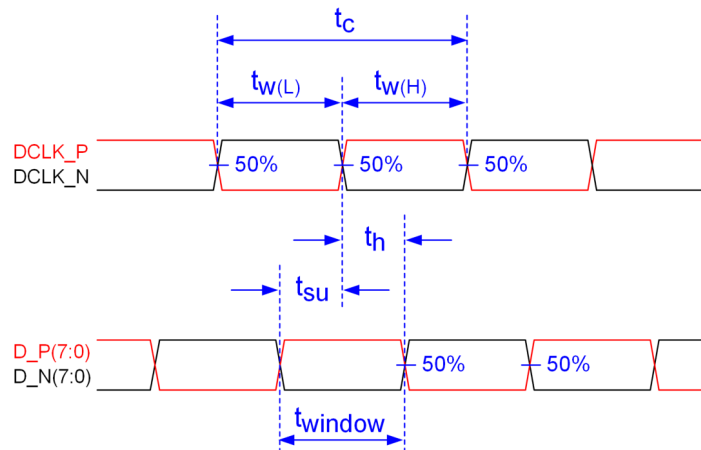 tc
tw(L) tw(H)
DCLK_P
DCLK_N
50% 50% 50%
th
tsu
D_P(7:0)
D_N(7:0)
50% 50%
twindow